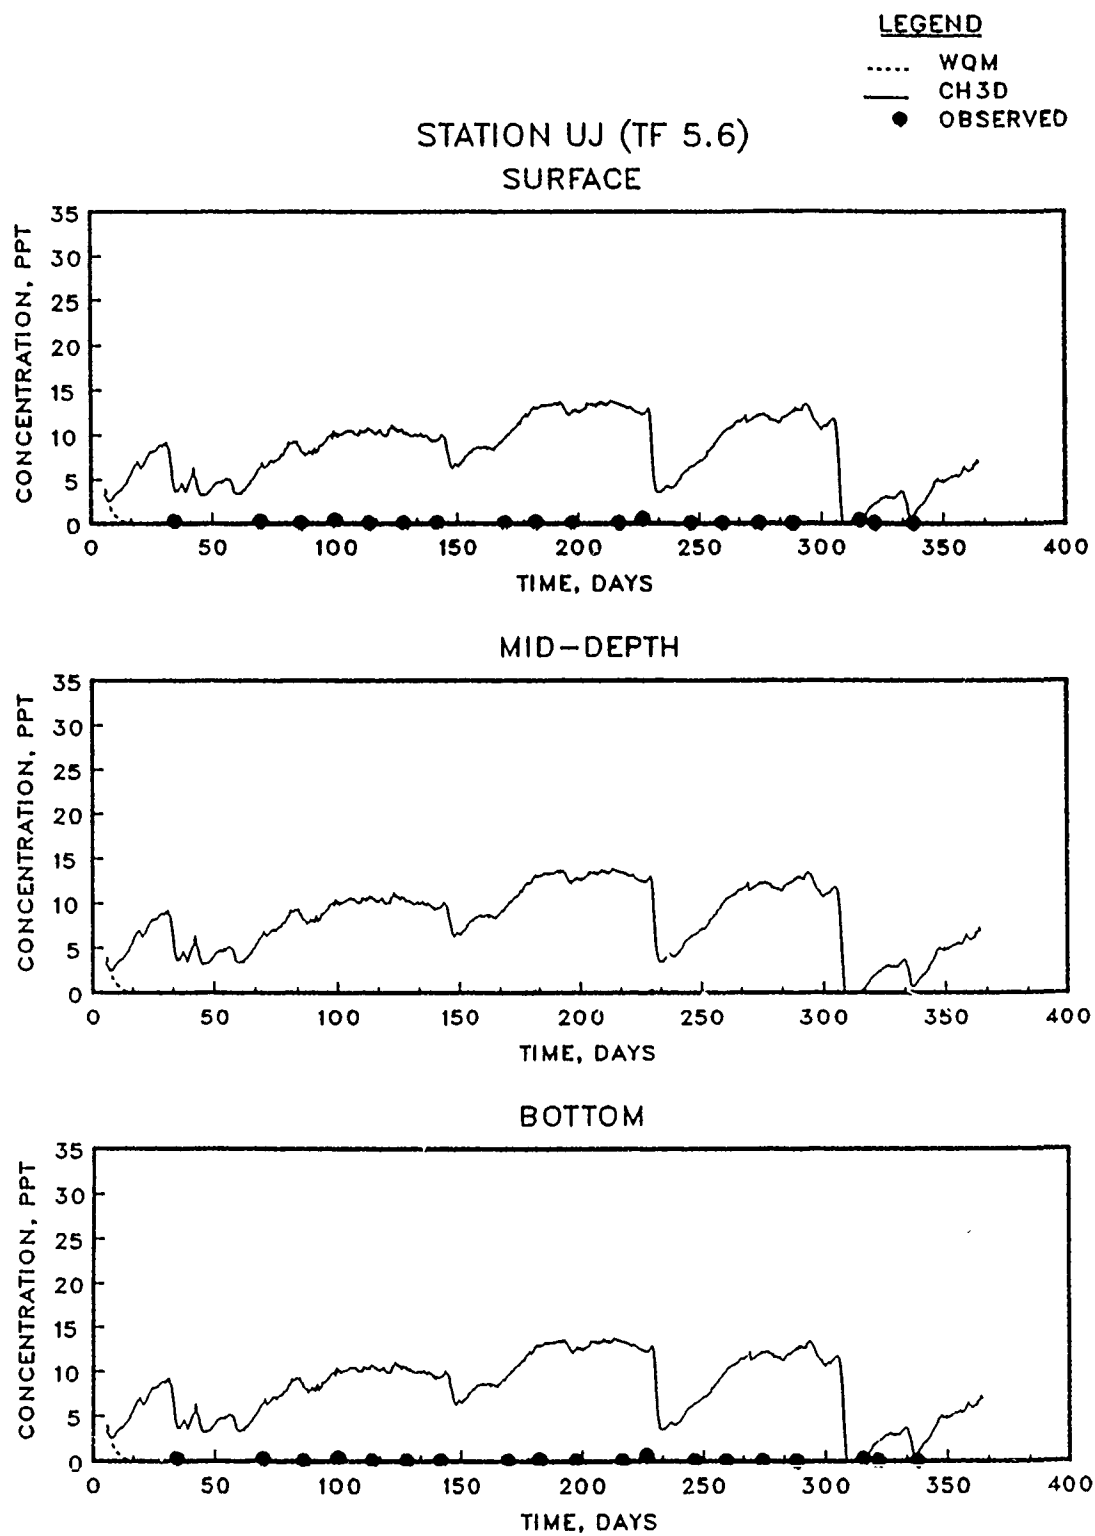 LEGEND
WQM
CH3D
OBSERVED
STATION UJ (TF 5.6)
SURFACE
CONCENTRATION, PPT
35
30
25
20
15
10
5
0
0 50 100 150 200 250 300 350 400
TIME, DAYS
MID-DEPTH
CONCENTRATION, PPT
35
30
25
20
15
10
5
0
0 50 100 150 200 250 300 350 400
TIME, DAYS
BOTTOM
CONCENTRATION, PPT
35
30
25
20
15
10
5
0
0 50 100 150 200 250 300 350 400
TIME, DAYS